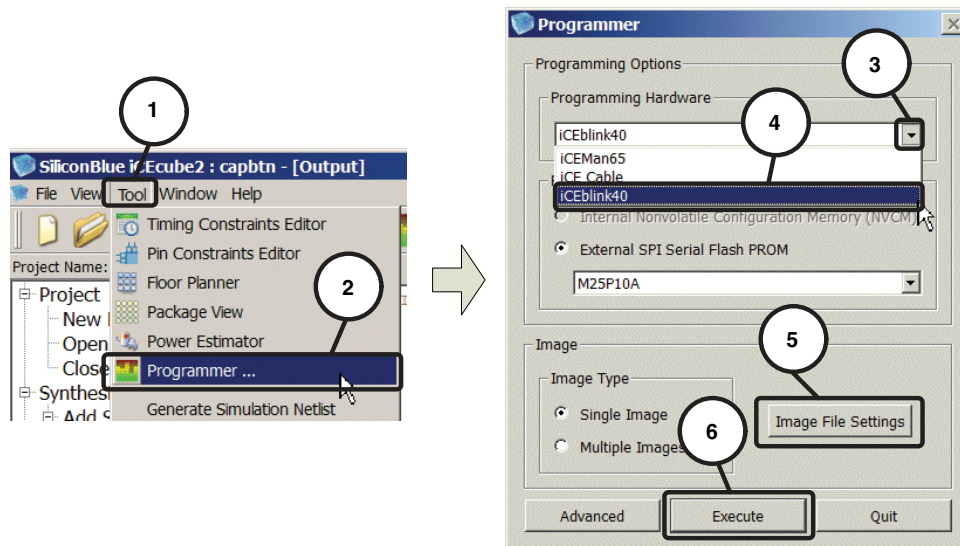 1
SiliconBlue iCEcube2 : capbtn - [Output]
File View Tool Window Help
Timing Constraints Editor
Project Name:
Pin Constraints Editor
Project
Floor Planner
2
New
Package View
Open
Power Estimator
Close
Programmer ...
Synthes
Add S
Generate Simulation Netlist
Programmer
Programming Options
3
Programming Hardware
4
iCEblink40
iCEMan65
iCE Cable
iCEblink40
Internal Nonvolatile Configuration Memory (NVCM)
External SPI Serial Flash PROM
M25P10A
5
Image
Image Type
Single Image
Image File Settings
6
Multiple Images
Advanced Execute Quit